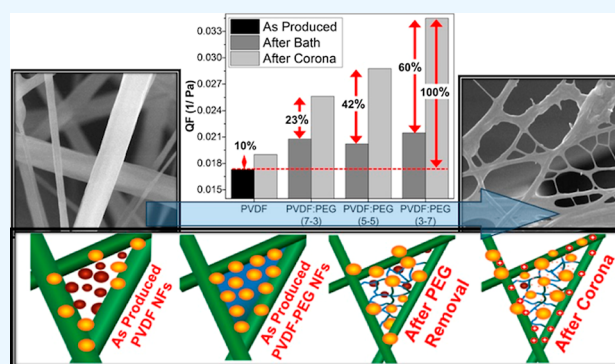 As Produced
After Bath
After Corona
QF (1/ Pa)
0.033
0.030
0.027
0.024
0.021
0.018
0.015
10%
23%
42%
60%
100%
PVDF
PVDF:PEG
(7-3)
PVDF:PEG
(5-5)
PVDF:PEG
(3-7)
As Produced
PVDF NFs
As Produced
PVDF-PEG NFs
After PEG
Removal
After Corona